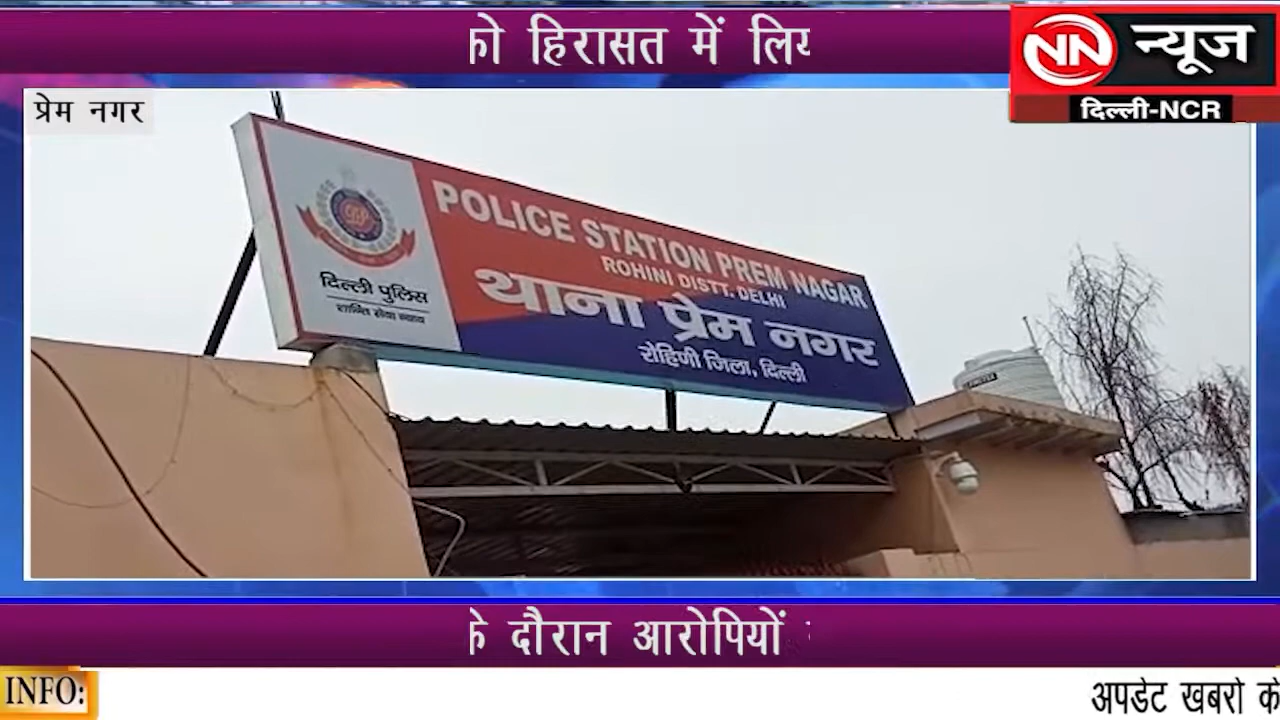 को हिरासत में लिय
NN न्यूज
दिल्ली-NCR
प्रेम नगर
POLICE STATION PREM NAGAR
ROHINI DISTT. DELHI
थाना प्रेम नगर
रोहिणी जिला, दिल्ली
दिल्ली पुलिस
शान्ति सेवा न्याय
के दौरान आरोपियों
INFO:
अपडेट खबरो के